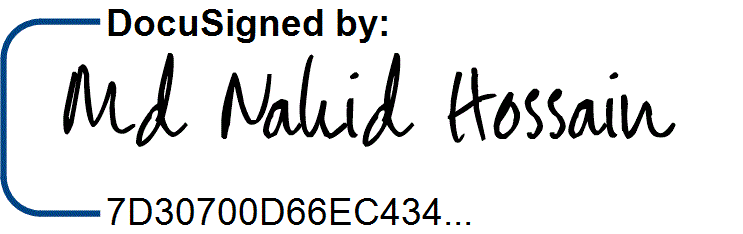 DocuSigned by:
Md Nahid Hossain
7D30700D66EC434...